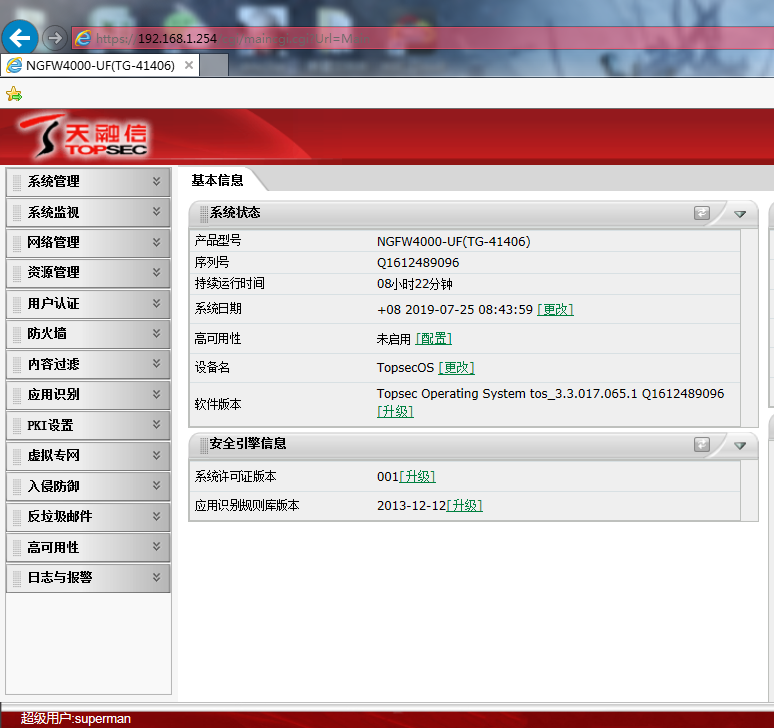 https://192.168.1.254
NGFW4000-UF(TG-41406)
天融信
TOPSEC
系统管理
系统监视
网络管理
资源管理
用户认证
防火墙
内容过滤
应用识别
PKI设置
虚拟专网
入侵防御
反垃圾邮件
高可用性
日志与报警
基本信息
系统状态
产品型号 NGFW4000-UF(TG-41406)
序列号 Q1612489096
持续运行时间 08小时22分钟
系统日期 +08 2019-07-25 08:43:59 [更改]
高可用性 未启用 [配置]
设备名 TopsecOS [更改]
软件版本 Topsec Operating System tos_3.3.017.065.1 Q1612489096
[升级]
安全引擎信息
系统许可证版本 001[升级]
应用识别规则库版本 2013-12-12[升级]
超级用户:superman